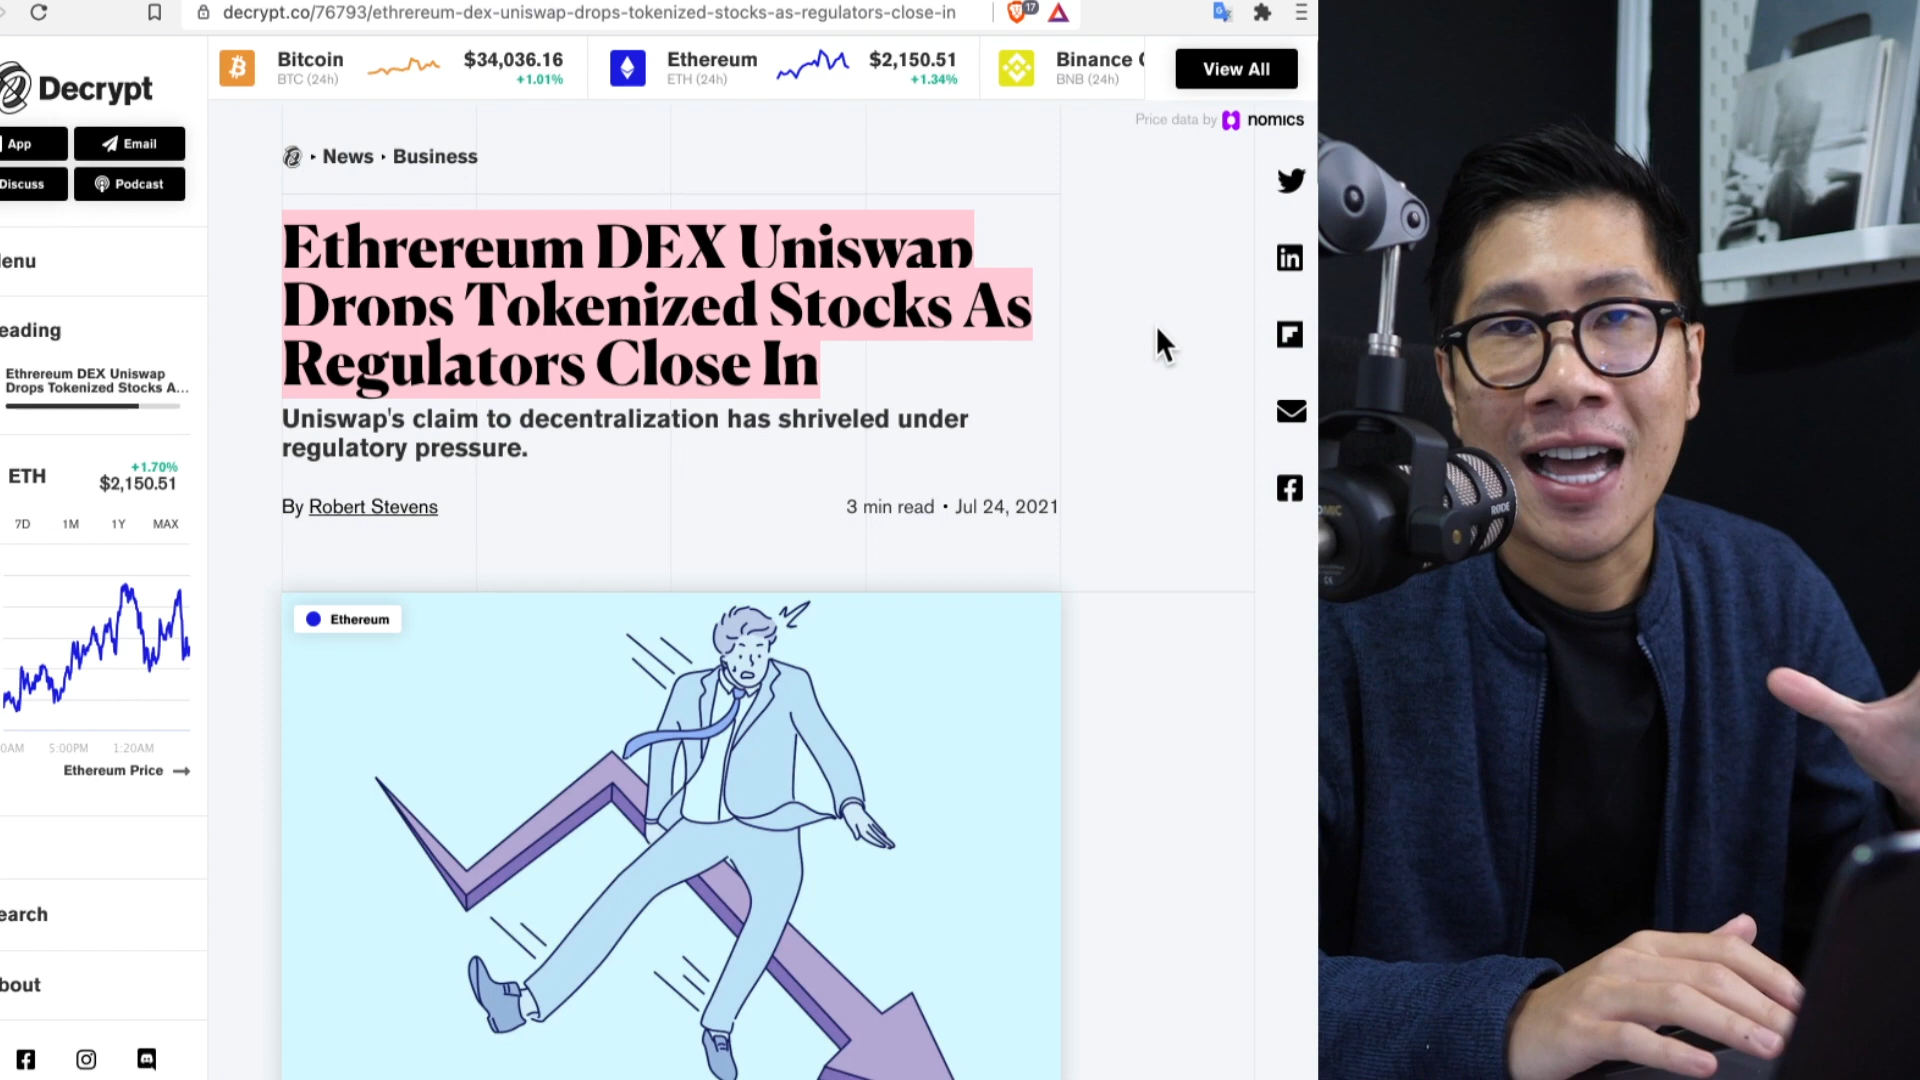 decrypt.co/76793/ethrereum-dex-uniswap-drops-tokenized-stocks-as-regulators-close-in
17
Decrypt
App
Email
Discuss
Podcast
Bitcoin
BTC (24h)
$34,036.16
+1.01%
Ethereum
ETH (24h)
$2,150.51
+1.34%
Binance
BNB (24h)
View All
Price data by nomics
News · Business
Ethrereum DEX Uniswap
Drops Tokenized Stocks As
Regulators Close In
Uniswap's claim to decentralization has shriveled under
regulatory pressure.
By Robert Stevens
3 min read • Jul 24, 2021
Ethereum
enu
eading
Ethrereum DEX Uniswap
Drops Tokenized Stocks A...
ETH
+1.70%
$2,150.51
7D 1M 1Y MAX
0AM 5:00PM 1:20AM
Ethereum Price →
earch
bout
RØDE